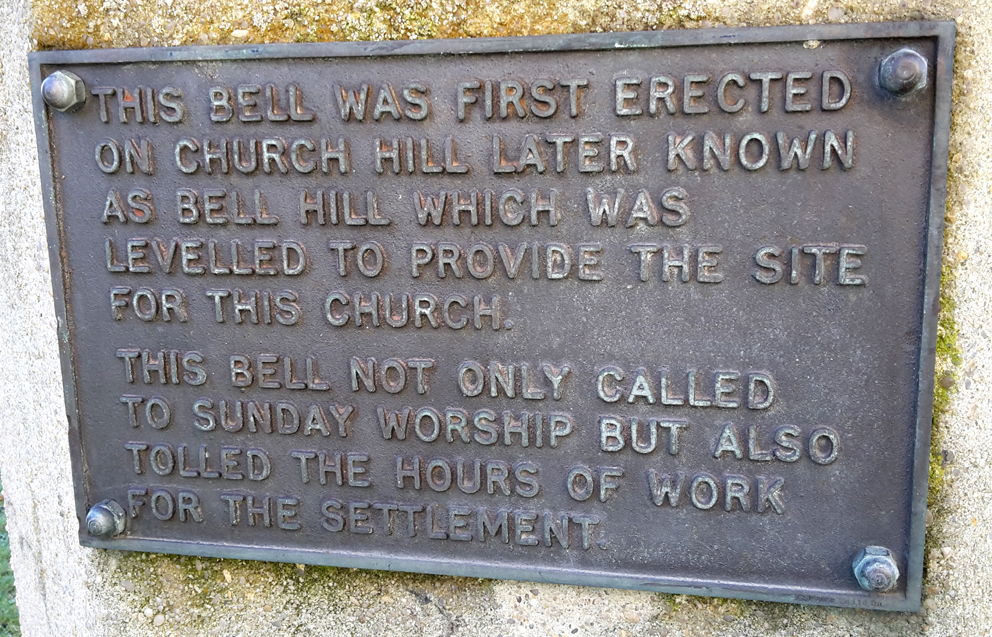 THIS BELL WAS FIRST ERECTED
ON CHURCH HILL LATER KNOWN
AS BELL HILL WHICH WAS
LEVELLED TO PROVIDE THE SITE
FOR THIS CHURCH.
THIS BELL NOT ONLY CALLED
TO SUNDAY WORSHIP BUT ALSO
TOLLED THE HOURS OF WORK
FOR THE SETTLEMENT.